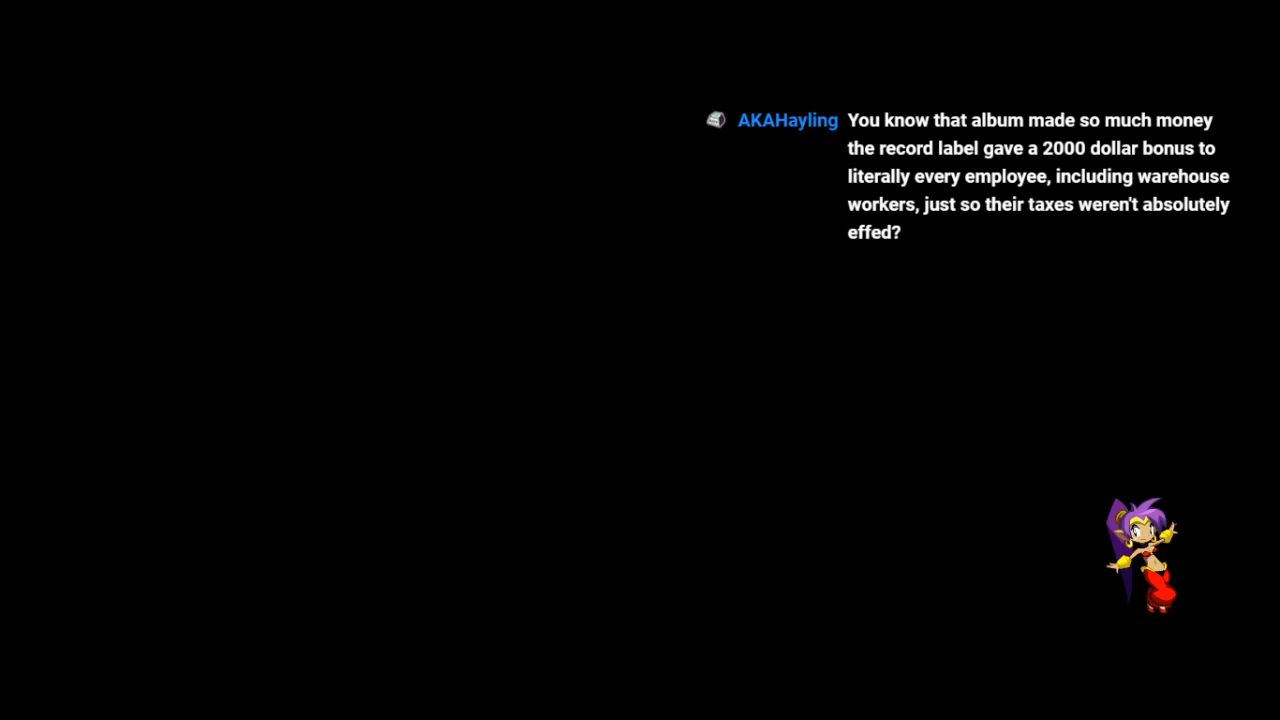 AKAHayling You know that album made so much money
the record label gave a 2000 dollar bonus to
literally every employee, including warehouse
workers, just so their taxes weren't absolutely
effed?